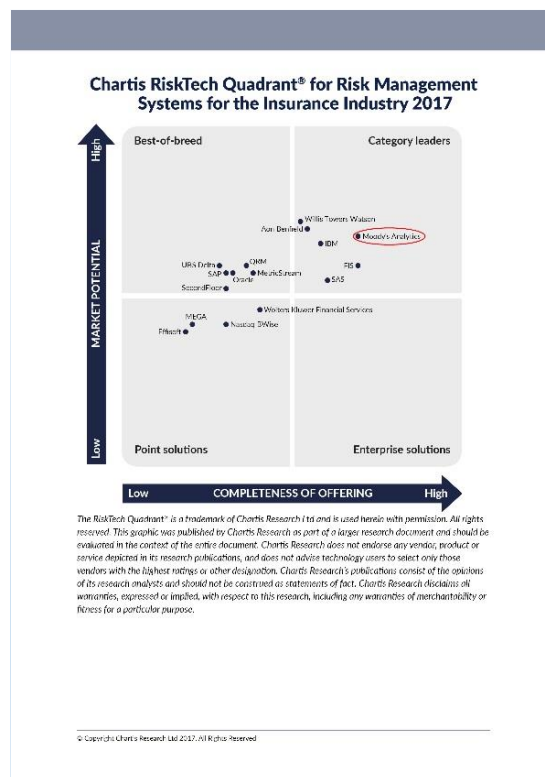 Chartis RiskTech Quadrant® for Risk Management
Systems for the Insurance Industry 2017
High
MARKET POTENTIAL
Low
Best-of-breed
Category leaders
Willis Towers Watson
Aon Benfield
IBM
Moody's Analytics
UBS Delta
QRM
FIS
SAP
MetricStream
Oracle
SAS
SecondFloor
Wolters Kluwer Financial Services
MEGA
Nasdaq BWise
Effisoft
Point solutions
Enterprise solutions
Low COMPLETENESS OF OFFERING High
The RiskTech Quadrant® is a trademark of Chartis Research Ltd and is used herein with permission. All rights
reserved. This graphic was published by Chartis Research as part of a larger research document and should be
evaluated in the context of the entire document. Chartis Research does not endorse any vendor, product or
service depicted in its research publications, and does not advise technology users to select only those
vendors with the highest ratings or other designation. Chartis Research's publications consist of the opinions
of its research analysts and should not be construed as statements of fact. Chartis Research disclaims all
warranties, expressed or implied, with respect to this research, including any warranties of merchantability or
fitness for a particular purpose.
© Copyright Chartis Research Ltd 2017. All Rights Reserved